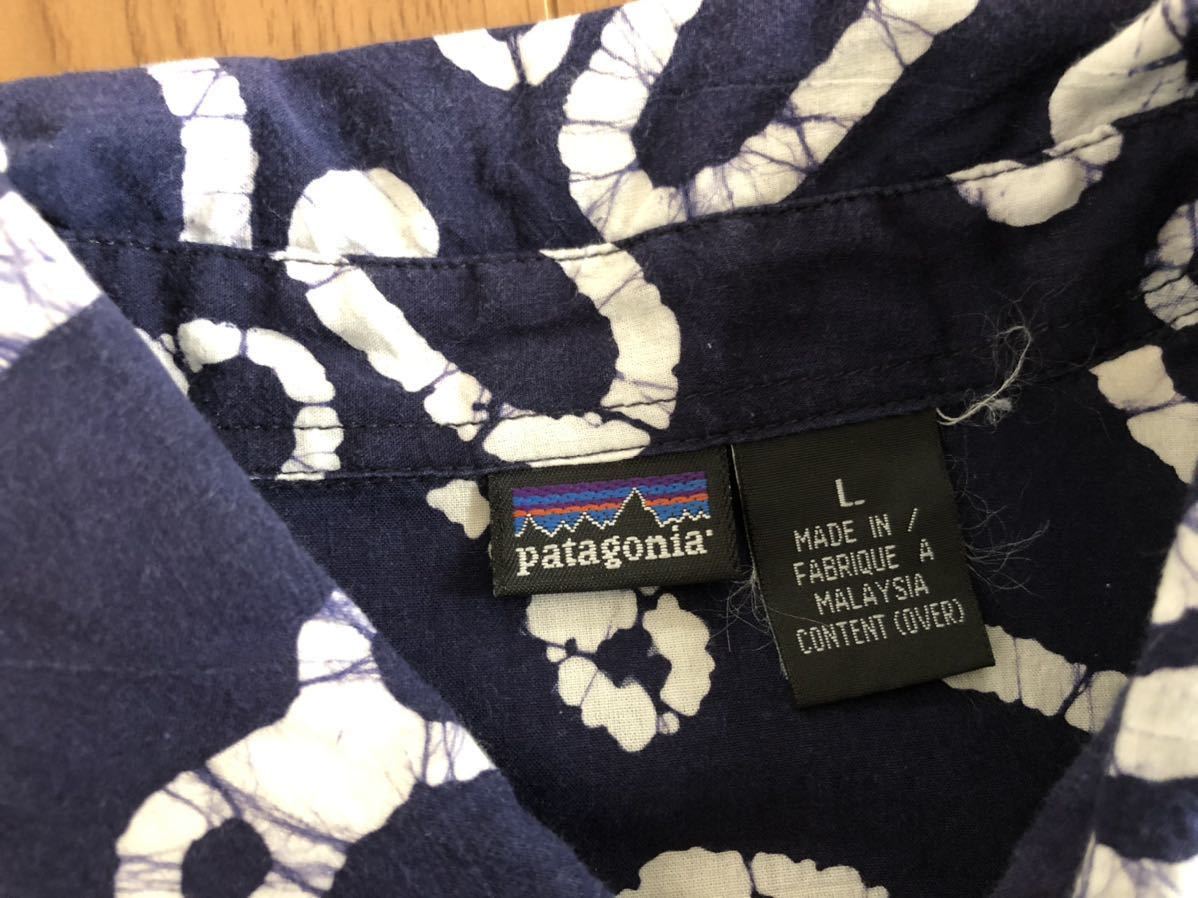 patagonia
L
MADE IN /
FABRIQUE A
MALAYSIA
CONTENT (OVER)